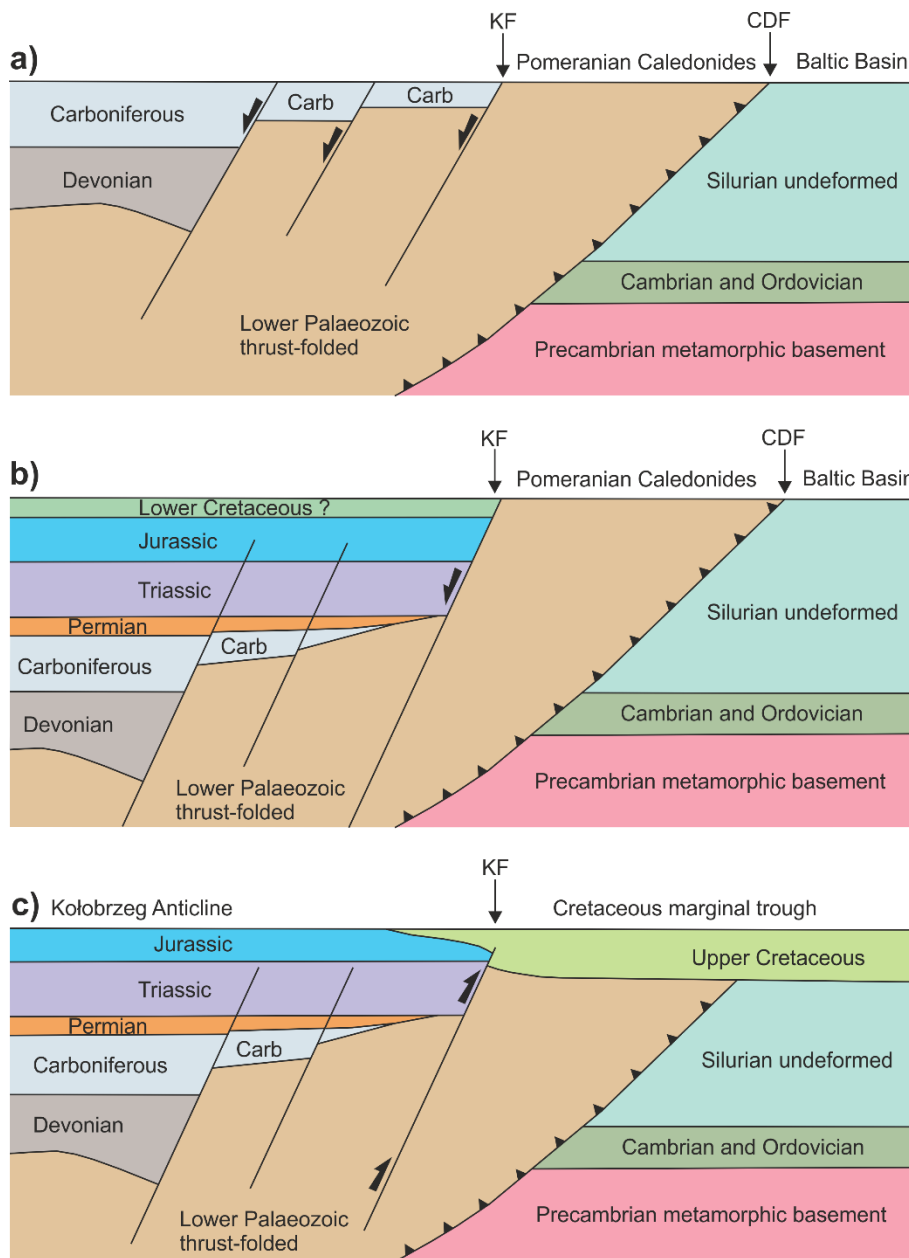 KF
CDF
a)
Pomeranian Caledonides
Baltic Basin
Carboniferous
Carb
Carb
Devonian
Silurian undeformed
Cambrian and Ordovician
Lower Palaeozoic
thrust-folded
Precambrian metamorphic basement
KF
CDF
b)
Pomeranian Caledonides
Baltic Basin
Lower Cretaceous ?
Jurassic
Triassic
Silurian undeformed
Permian
Carb
Carboniferous
Devonian
Cambrian and Ordovician
Lower Palaeozoic
thrust-folded
Precambrian metamorphic basement
KF
c)
Kołobrzeg Anticline
Cretaceous marginal trough
Jurassic
Upper Cretaceous
Triassic
Permian
Carb
Carboniferous
Silurian undeformed
Devonian
Cambrian and Ordovician
Lower Palaeozoic
thrust-folded
Precambrian metamorphic basement